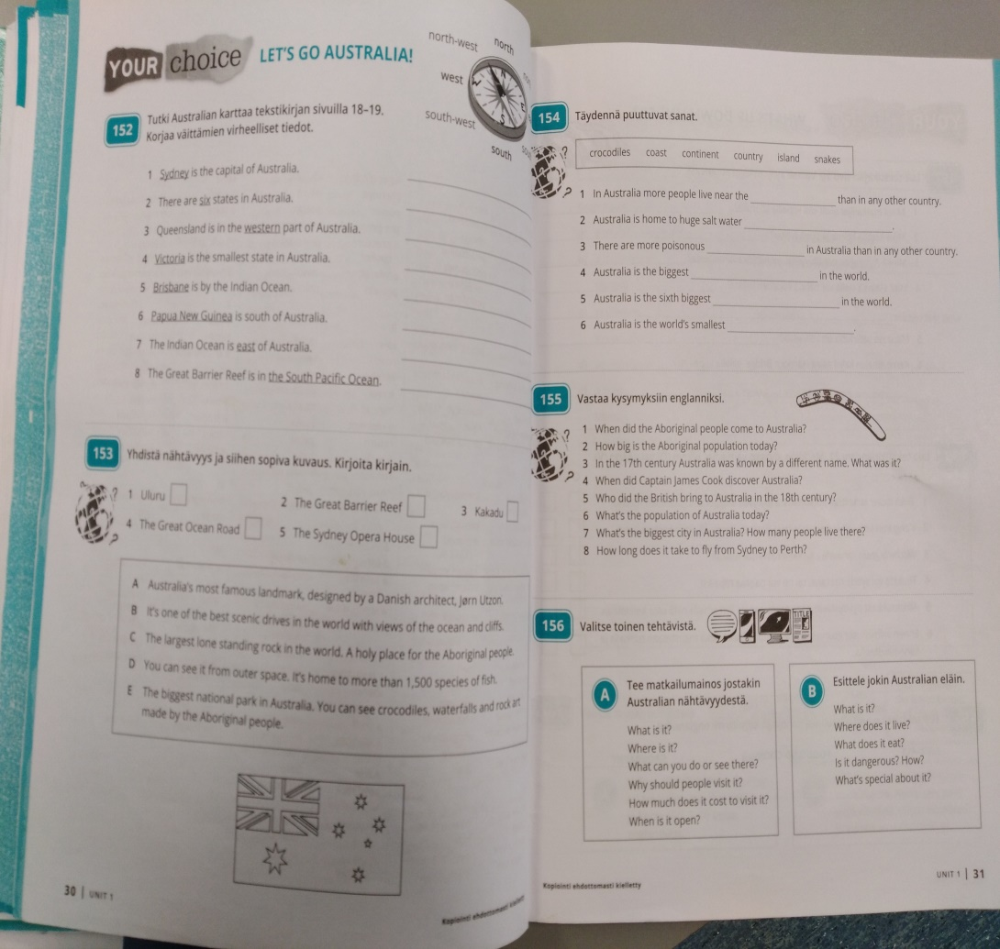 YOUR choice LET'S GO AUSTRALIA!
north-west
north
west
south-west
south
N
S
152
Tutki Australian karttaa tekstikirjan sivuilla 18–19.
Korjaa väittämien virheelliset tiedot.
1 Sydney is the capital of Australia.
2 There are six states in Australia.
3 Queensland is in the western part of Australia.
4 Victoria is the smallest state in Australia.
5 Brisbane is by the Indian Ocean.
6 Papua New Guinea is south of Australia.
7 The Indian Ocean is east of Australia.
8 The Great Barrier Reef is in the South Pacific Ocean.
153 Yhdistä nähtävyys ja siihen sopiva kuvaus. Kirjoita kirjain.
1 Uluru
2 The Great Barrier Reef
3 Kakadu
4 The Great Ocean Road
5 The Sydney Opera House
A Australia's most famous landmark, designed by a Danish architect, Jørn Utzon.
B It's one of the best scenic drives in the world with views of the ocean and cliffs.
C The largest lone standing rock in the world. A holy place for the Aboriginal people.
D You can see it from outer space. It's home to more than 1,500 species of fish.
E The biggest national park in Australia. You can see crocodiles, waterfalls and rock art
made by the Aboriginal people.
30 | UNIT 1
Kopiointi ehdottomasti kielletty
154 Täydennä puuttuvat sanat.
crocodiles coast continent country island snakes
1 In Australia more people live near the ____ than in any other country.
2 Australia is home to huge salt water ____.
3 There are more poisonous ____ in Australia than in any other country.
4 Australia is the biggest ____ in the world.
5 Australia is the sixth biggest ____ in the world.
6 Australia is the world's smallest ____.
155 Vastaa kysymyksiin englanniksi.
1 When did the Aboriginal people come to Australia?
2 How big is the Aboriginal population today?
3 In the 17th century Australia was known by a different name. What was it?
4 When did Captain James Cook discover Australia?
5 Who did the British bring to Australia in the 18th century?
6 What's the population of Australia today?
7 What's the biggest city in Australia? How many people live there?
8 How long does it take to fly from Sydney to Perth?
156 Valitse toinen tehtävistä.
TITLE
A
Tee matkailumainos jostakin
Australian nähtävyydestä.
What is it?
Where is it?
What can you do or see there?
Why should people visit it?
How much does it cost to visit it?
When is it open?
B
Esittele jokin Australian eläin.
What is it?
Where does it live?
What does it eat?
Is it dangerous? How?
What's special about it?
Kopiointi ehdottomasti kielletty
UNIT 1 | 31